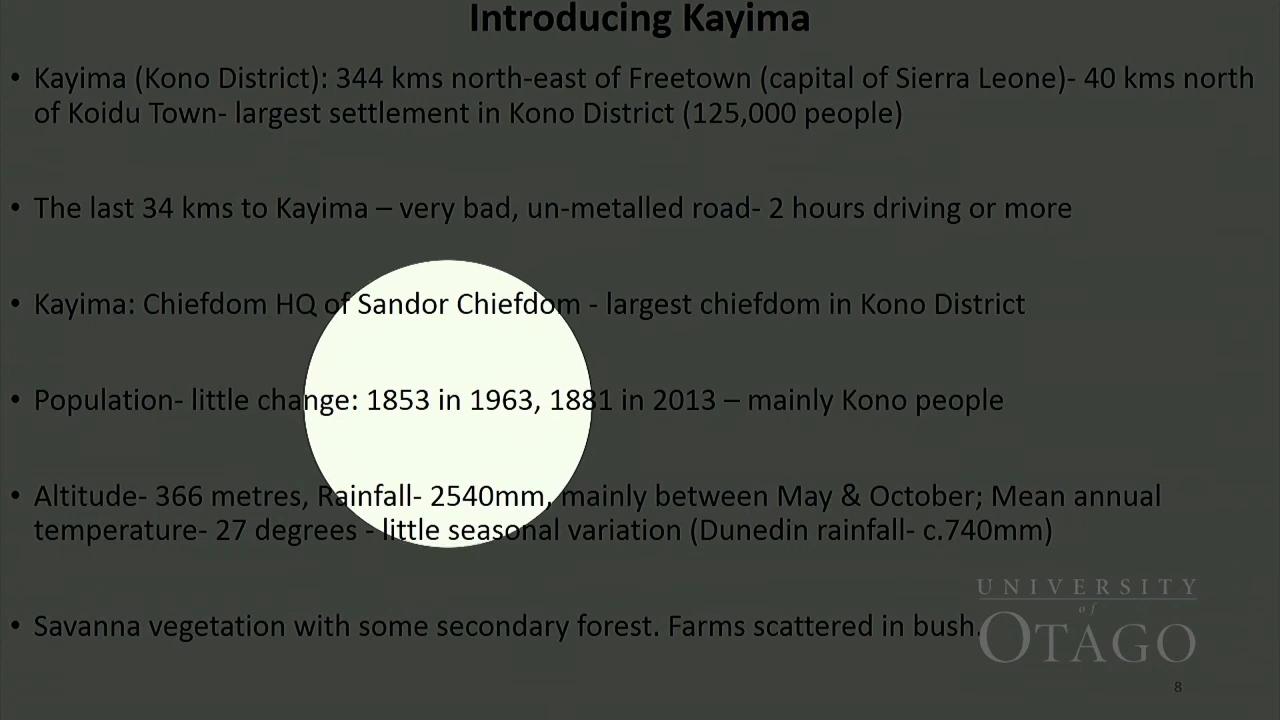 Introducing Kayima
• Kayima (Kono District): 344 kms north-east of Freetown (capital of Sierra Leone)- 40 kms north
of Koidu Town- largest settlement in Kono District (125,000 people)
• The last 34 kms to Kayima – very bad, un-metalled road- 2 hours driving or more
• Kayima: Chiefdom HQ of Sandor Chiefdom - largest chiefdom in Kono District
• Population- little change: 1853 in 1963, 1881 in 2013 – mainly Kono people
• Altitude- 366 metres, Rainfall- 2540mm, mainly between May & October; Mean annual
temperature- 27 degrees - little seasonal variation (Dunedin rainfall- c.740mm)
• Savanna vegetation with some secondary forest. Farms scattered in bush.
UNIVERSITY
of
OTAGO
8